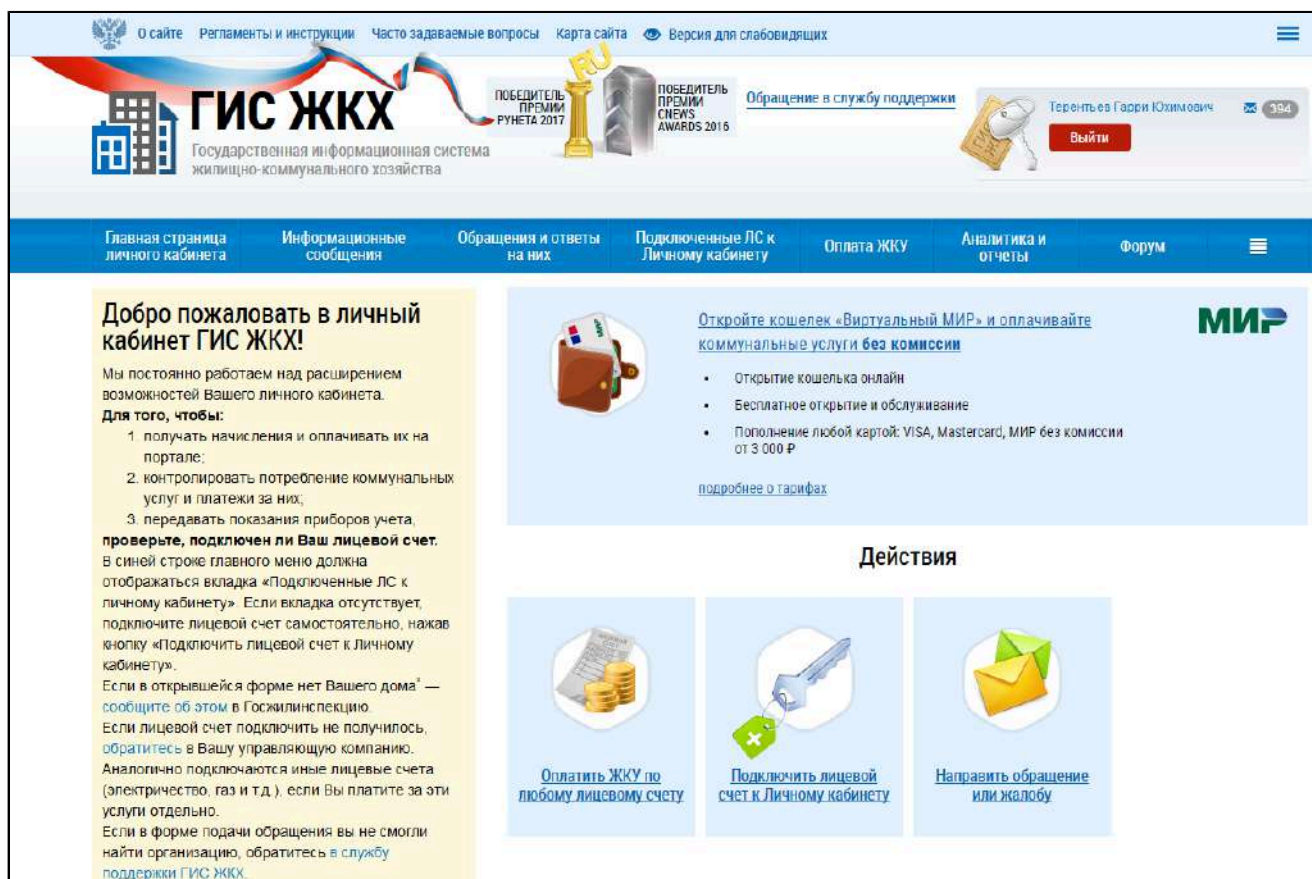 О сайте Регламенты и инструкции Часто задаваемые вопросы Карта сайта Версия для слабовидящих
ГИС ЖКХ
Государственная информационная система
жилищно-коммунального хозяйства
ПОБЕДИТЕЛЬ
ПРЕМИИ
РУНЕТА 2017
RU
ПОБЕДИТЕЛЬ
ПРЕМИИ
CNEWS
AWARDS 2016
Обращение в службу поддержки
Терентьев Гарри Юхимович 394
Выйти
Главная страница
личного кабинета
Информационные
сообщения
Обращения и ответы
на них
Подключенные ЛС к
Личному кабинету
Оплата ЖКУ
Аналитика и
отчеты
Форум
Добро пожаловать в личный
кабинет ГИС ЖКХ!
Мы постоянно работаем над расширением
возможностей Вашего личного кабинета.
Для того, чтобы:
1. получать начисления и оплачивать их на
портале;
2. контролировать потребление коммунальных
услуг и платежи за них;
3. передавать показания приборов учета,
проверьте, подключен ли Ваш лицевой счет.
В синей строке главного меню должна
отображаться вкладка «Подключенные ЛС к
личному кабинету». Если вкладка отсутствует,
подключите лицевой счет самостоятельно, нажав
кнопку «Подключить лицевой счет к Личному
кабинету».
Если в открывшейся форме нет Вашего дома* —
сообщите об этом в Госжилинспекцию.
Если лицевой счет подключить не получилось,
обратитесь в Вашу управляющую компанию.
Аналогично подключаются иные лицевые счета
(электричество, газ и т.д.), если Вы платите за эти
услуги отдельно.
Если в форме подачи обращения вы не смогли
найти организацию, обратитесь в службу
поддержки ГИС ЖКХ.
Откройте кошелек «Виртуальный МИР» и оплачивайте
коммунальные услуги без комиссии
• Открытие кошелька онлайн
• Бесплатное открытие и обслуживание
• Пополнение любой картой: VISA, Mastercard, МИР без комиссии
от 3 000 ₽
подробнее о тарифах
МИР
Действия
Оплатить ЖКУ по
любому лицевому счету
Подключить лицевой
счет к Личному кабинету
Направить обращение
или жалобу